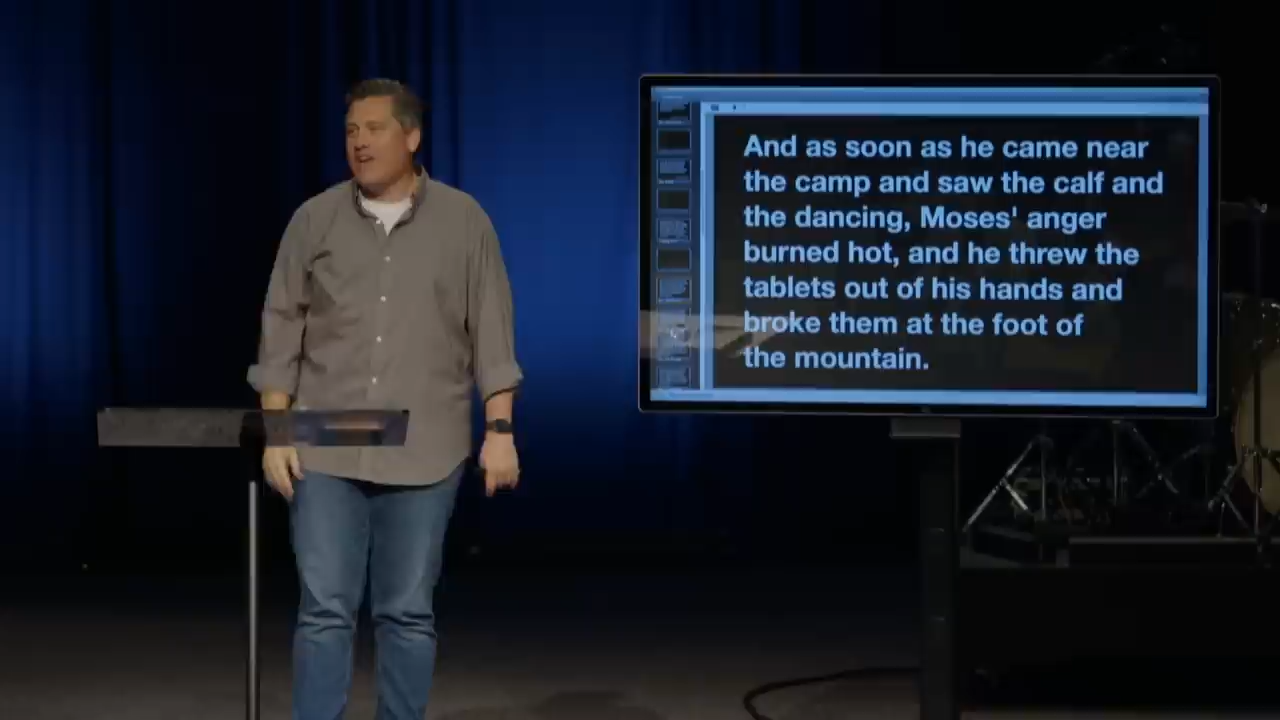 And as soon as he came near
the camp and saw the calf and
the dancing, Moses' anger
burned hot, and he threw the
tablets out of his hands and
broke them at the foot of
the mountain.